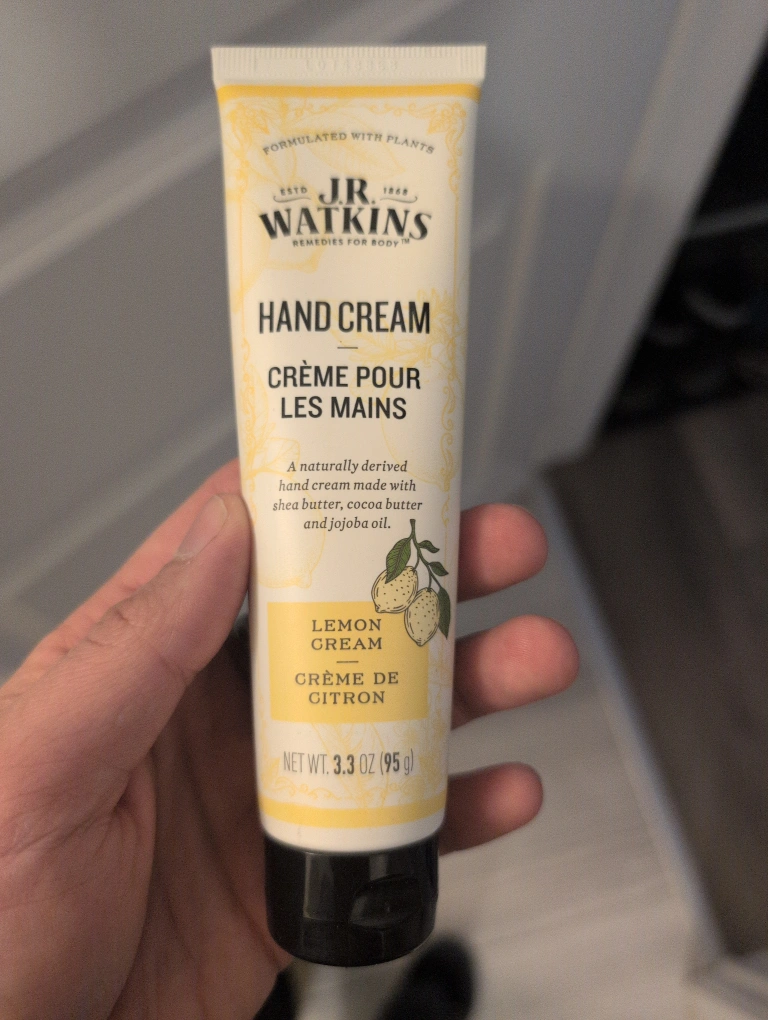 FORMULATED WITH PLANTS
ESTD 1868
J.R.
WATKINS
REMEDIES FOR BODY™
HAND CREAM
CRÈME POUR
LES MAINS
A naturally derived
hand cream made with
shea butter, cocoa butter
and jojoba oil.
LEMON
CREAM
CRÈME DE
CITRON
NET WT. 3.3 OZ (95 g)